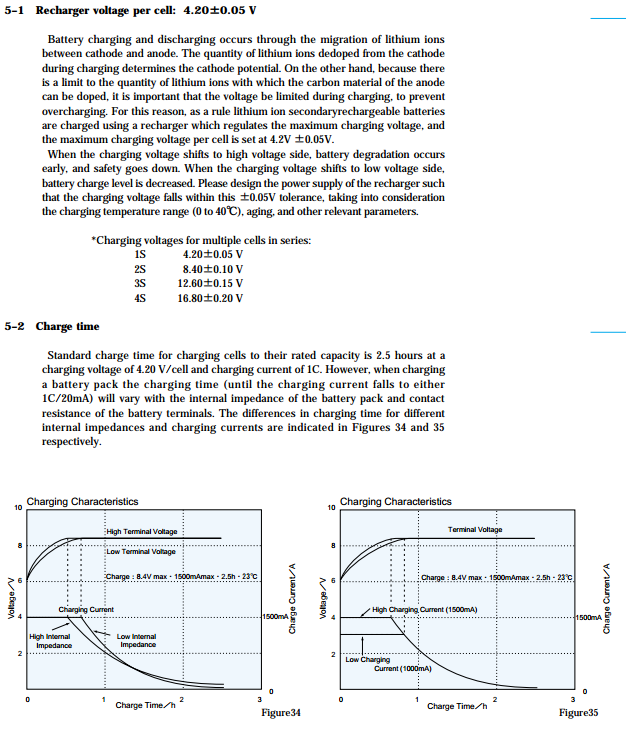 5-1 Recharger voltage per cell: 4.20±0.05 V
Battery charging and discharging occurs through the migration of lithium ions
between cathode and anode. The quantity of lithium ions dedoped from the cathode
during charging determines the cathode potential. On the other hand, because there
is a limit to the quantity of lithium ions with which the carbon material of the anode
can be doped, it is important that the voltage be limited during charging, to prevent
overcharging. For this reason, as a rule lithium ion secondaryrechargeable batteries
are charged using a recharger which regulates the maximum charging voltage, and
the maximum charging voltage per cell is set at 4.2V ±0.05V.
When the charging voltage shifts to high voltage side, battery degradation occurs
early, and safety goes down. When the charging voltage shifts to low voltage side,
battery charge level is decreased. Please design the power supply of the recharger such
that the charging voltage falls within this ±0.05V tolerance, taking into consideration
the charging temperature range (0 to 40℃), aging, and other relevant parameters.
*Charging voltages for multiple cells in series:
1S 4.20±0.05 V
2S 8.40±0.10 V
3S 12.60±0.15 V
4S 16.80±0.20 V
5-2 Charge time
Standard charge time for charging cells to their rated capacity is 2.5 hours at a
charging voltage of 4.20 V/cell and charging current of 1C. However, when charging
a battery pack the charging time (until the charging current falls to either
1C/20mA) will vary with the internal impedance of the battery pack and contact
resistance of the battery terminals. The differences in charging time for different
internal impedances and charging currents are indicated in Figures 34 and 35
respectively.
Charging Characteristics
10
8
6
4
2
Voltage/V
High Terminal Voltage
Low Terminal Voltage
Charge : 8.4V max・1500mAmax・2.5h・23℃
Charging Current
High Internal
Impedance
Low Internal
Impedance
1500mA
0
Charge Current/A
0 1 2 3
Charge Time/h
Figure34
Charging Characteristics
10
8
6
4
2
Voltage/V
Terminal Voltage
Charge : 8.4V max・1500mAmax・2.5h・23℃
High Charging Current (1500mA)
Low Charging
Current (1000mA)
1500mA
0
Charge Current/A
0 1 2 3
Charge Time/h
Figure35